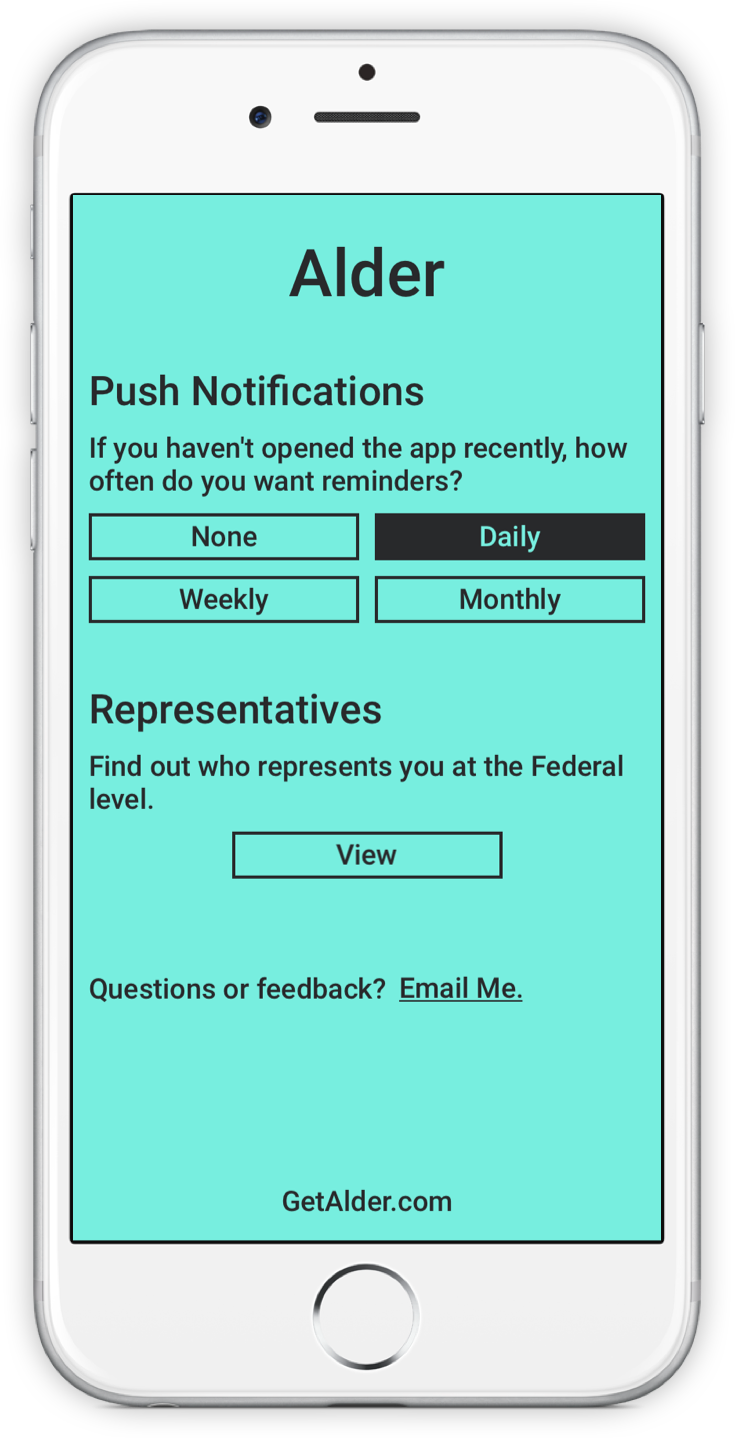 Alder
Push Notifications
If you haven't opened the app recently, how
often do you want reminders?
None
Daily
Weekly
Monthly
Representatives
Find out who represents you at the Federal
level.
View
Questions or feedback? Email Me.
GetAlder.com